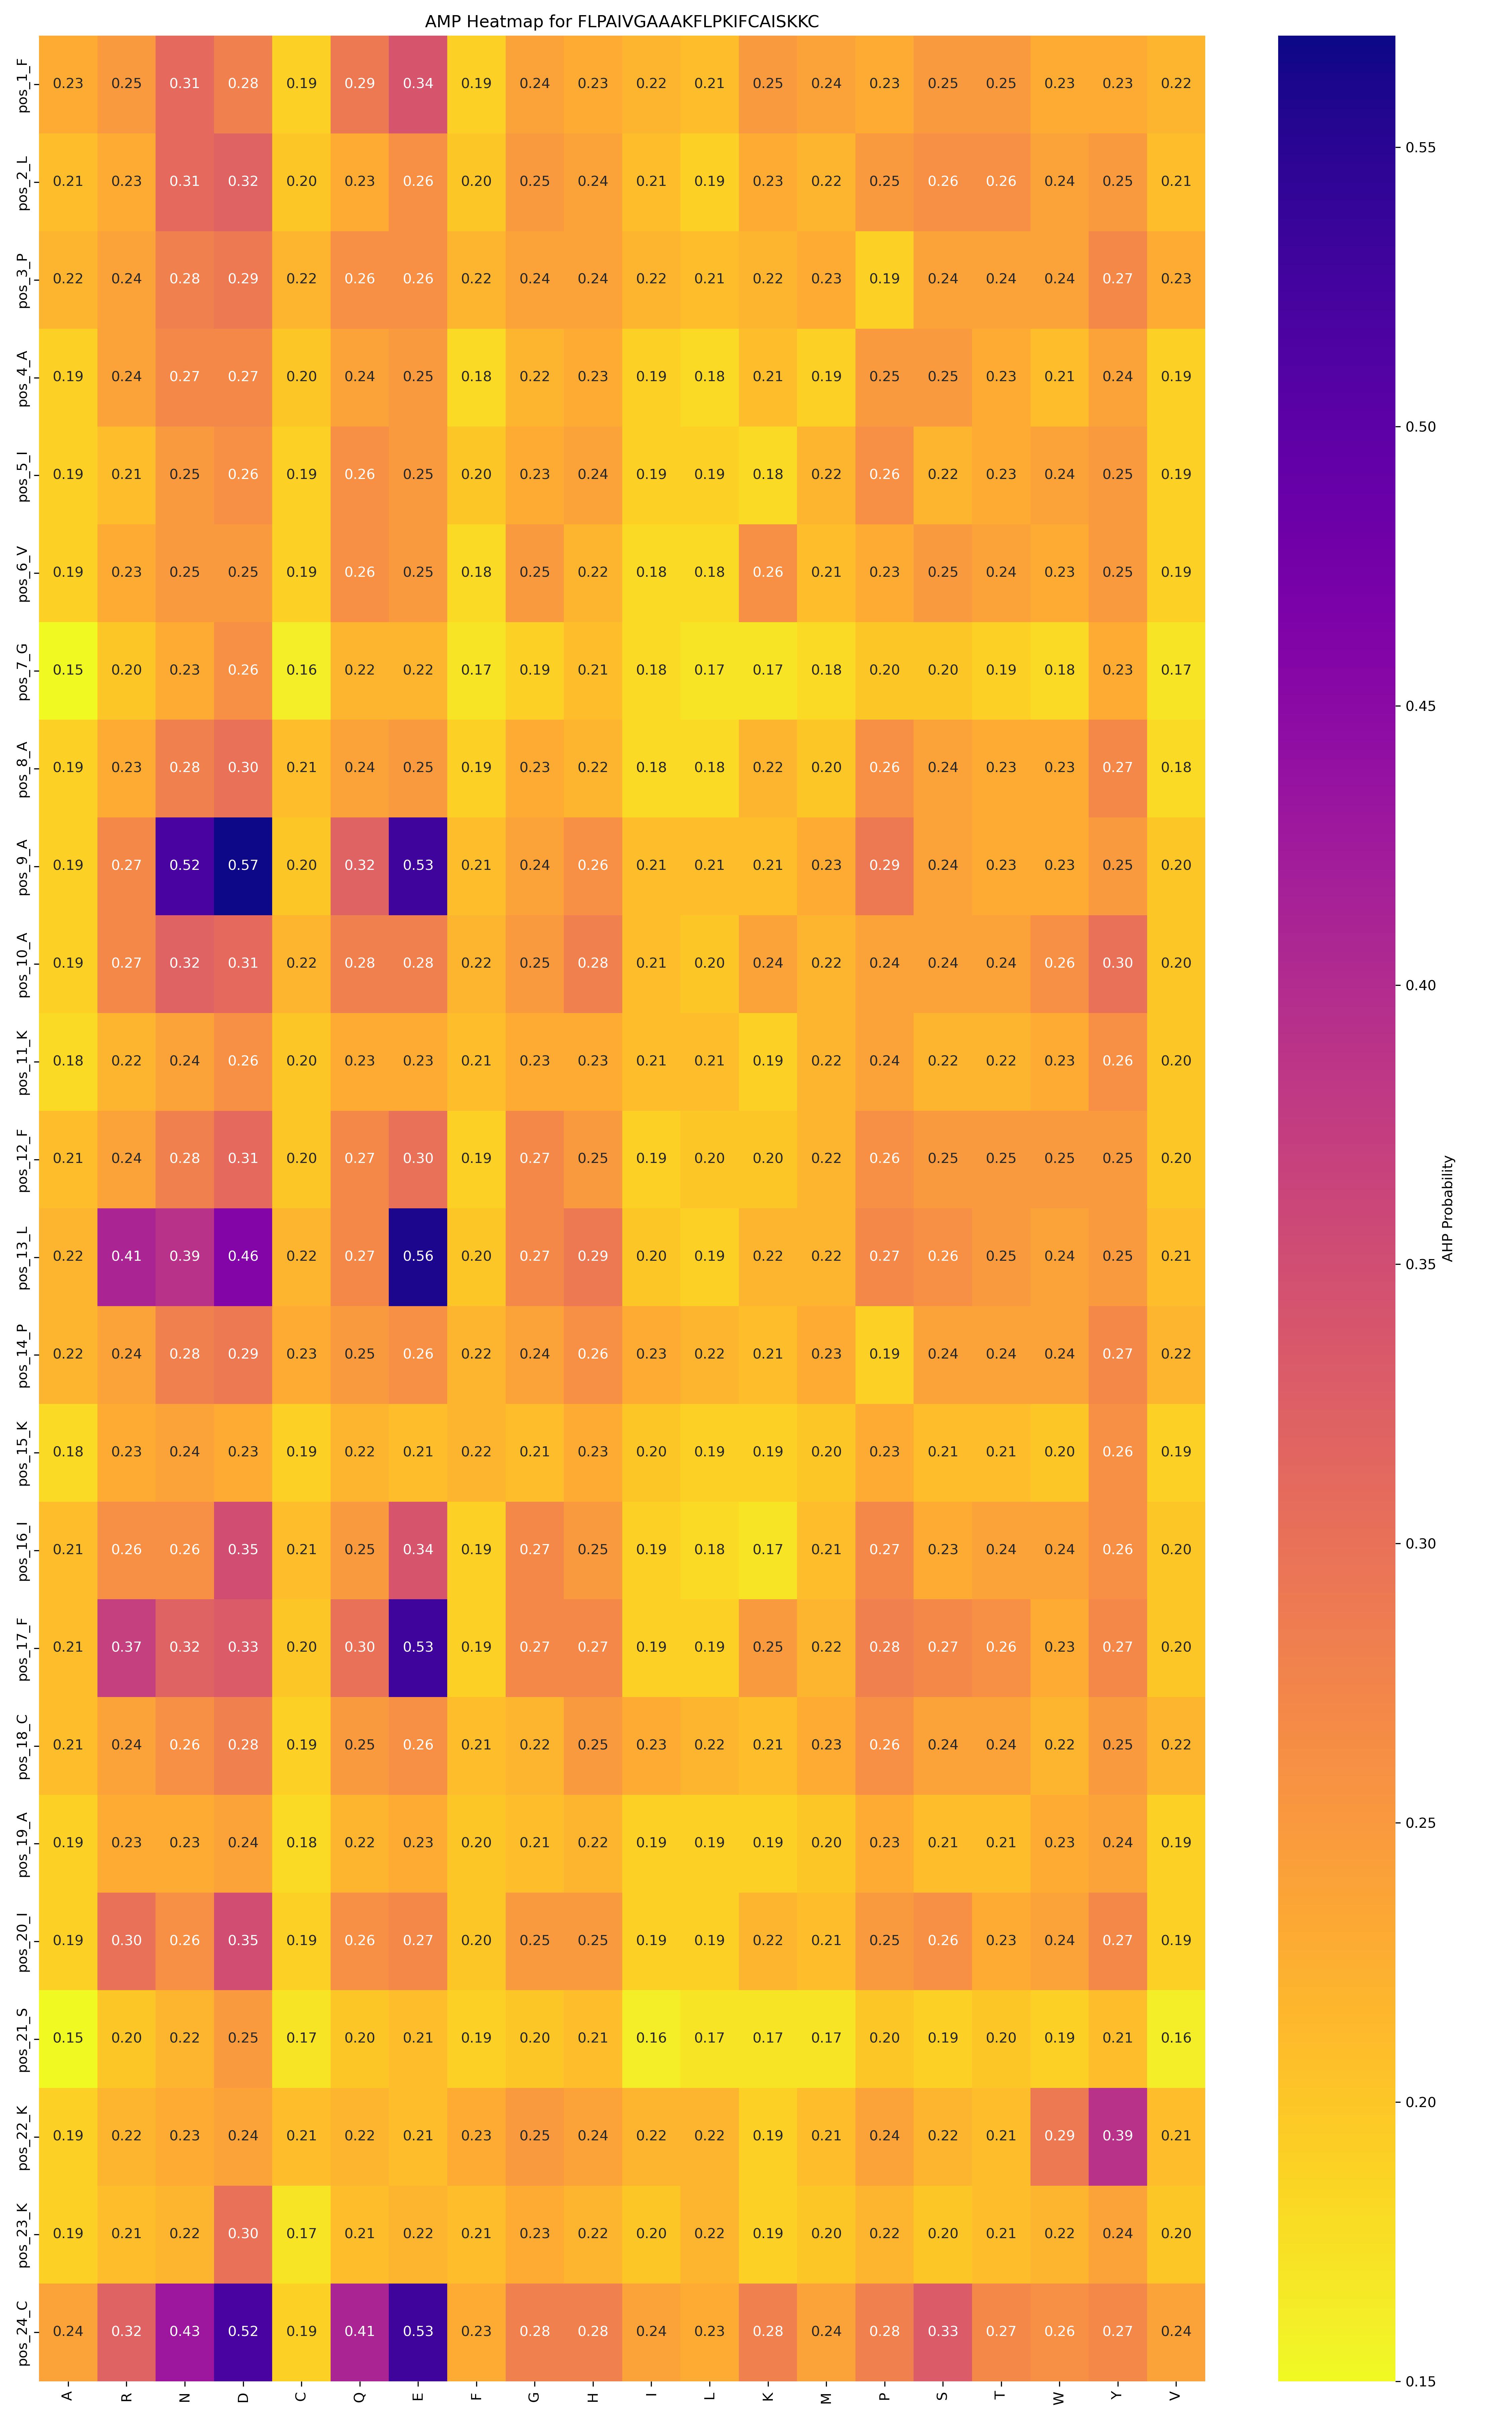 AMP Heatmap for FLPAIVGAAAKFLPKIFCAISKKC
pos_1_F 0.23 0.25 0.31 0.28 0.19 0.29 0.34 0.19 0.24 0.23 0.22 0.21 0.25 0.24 0.23 0.25 0.25 0.23 0.23 0.22
pos_2_L 0.21 0.23 0.31 0.32 0.20 0.23 0.26 0.20 0.25 0.24 0.21 0.19 0.23 0.22 0.25 0.26 0.26 0.24 0.25 0.21
pos_3_P 0.22 0.24 0.28 0.29 0.22 0.26 0.26 0.22 0.24 0.24 0.22 0.21 0.22 0.23 0.19 0.24 0.24 0.24 0.27 0.23
pos_4_A 0.19 0.24 0.27 0.27 0.20 0.24 0.25 0.18 0.22 0.23 0.19 0.18 0.21 0.19 0.25 0.25 0.23 0.21 0.24 0.19
pos_5_I 0.19 0.21 0.25 0.26 0.19 0.26 0.25 0.20 0.23 0.24 0.19 0.19 0.18 0.22 0.26 0.22 0.23 0.24 0.25 0.19
pos_6_V 0.19 0.23 0.25 0.25 0.19 0.26 0.25 0.18 0.25 0.22 0.18 0.18 0.26 0.21 0.23 0.25 0.24 0.23 0.25 0.19
pos_7_G 0.15 0.20 0.23 0.26 0.16 0.22 0.22 0.17 0.19 0.21 0.18 0.17 0.17 0.18 0.20 0.20 0.19 0.18 0.23 0.17
pos_8_A 0.19 0.23 0.28 0.30 0.21 0.24 0.25 0.19 0.23 0.22 0.18 0.18 0.22 0.20 0.26 0.24 0.23 0.23 0.27 0.18
pos_9_A 0.19 0.27 0.52 0.57 0.20 0.32 0.53 0.21 0.24 0.26 0.21 0.21 0.21 0.23 0.29 0.24 0.23 0.23 0.25 0.20
pos_10_A 0.19 0.27 0.32 0.31 0.22 0.28 0.28 0.22 0.25 0.28 0.21 0.20 0.24 0.22 0.24 0.24 0.24 0.26 0.30 0.20
pos_11_K 0.18 0.22 0.24 0.26 0.20 0.23 0.23 0.21 0.23 0.23 0.21 0.21 0.19 0.22 0.24 0.22 0.22 0.23 0.26 0.20
pos_12_F 0.21 0.24 0.28 0.31 0.20 0.27 0.30 0.19 0.27 0.25 0.19 0.20 0.20 0.22 0.26 0.25 0.25 0.25 0.25 0.20
pos_13_L 0.22 0.41 0.39 0.46 0.22 0.27 0.56 0.20 0.27 0.29 0.20 0.19 0.22 0.22 0.27 0.26 0.25 0.24 0.25 0.21
pos_14_P 0.22 0.24 0.28 0.29 0.23 0.25 0.26 0.22 0.24 0.26 0.23 0.22 0.21 0.23 0.19 0.24 0.24 0.24 0.27 0.22
pos_15_K 0.18 0.23 0.24 0.23 0.19 0.22 0.21 0.22 0.21 0.23 0.20 0.19 0.19 0.20 0.23 0.21 0.21 0.20 0.26 0.19
pos_16_I 0.21 0.26 0.26 0.35 0.21 0.25 0.34 0.19 0.27 0.25 0.19 0.18 0.17 0.21 0.27 0.23 0.24 0.24 0.26 0.20
pos_17_F 0.21 0.37 0.32 0.33 0.20 0.30 0.53 0.19 0.27 0.27 0.19 0.19 0.25 0.22 0.28 0.27 0.26 0.23 0.27 0.20
pos_18_C 0.21 0.24 0.26 0.28 0.19 0.25 0.26 0.21 0.22 0.25 0.23 0.22 0.21 0.23 0.26 0.24 0.24 0.22 0.25 0.22
pos_19_A 0.19 0.23 0.23 0.24 0.18 0.22 0.23 0.20 0.21 0.22 0.19 0.19 0.19 0.20 0.23 0.21 0.21 0.23 0.24 0.19
pos_20_I 0.19 0.30 0.26 0.35 0.19 0.26 0.27 0.20 0.25 0.25 0.19 0.19 0.22 0.21 0.25 0.26 0.23 0.24 0.27 0.19
pos_21_S 0.15 0.20 0.22 0.25 0.17 0.20 0.21 0.19 0.20 0.21 0.16 0.17 0.17 0.17 0.20 0.19 0.20 0.19 0.21 0.16
pos_22_K 0.19 0.22 0.23 0.24 0.21 0.22 0.21 0.23 0.25 0.24 0.22 0.22 0.19 0.21 0.24 0.22 0.21 0.29 0.39 0.21
pos_23_K 0.19 0.21 0.22 0.30 0.17 0.21 0.22 0.21 0.23 0.22 0.20 0.22 0.19 0.20 0.22 0.20 0.21 0.22 0.24 0.20
pos_24_C 0.24 0.32 0.43 0.52 0.19 0.41 0.53 0.23 0.28 0.28 0.24 0.23 0.28 0.24 0.28 0.33 0.27 0.26 0.27 0.24
A R N D C Q E F G H I L K M P S T W Y V
0.55
0.50
0.45
0.40
0.35
0.30
0.25
0.20
0.15
AHP Probability